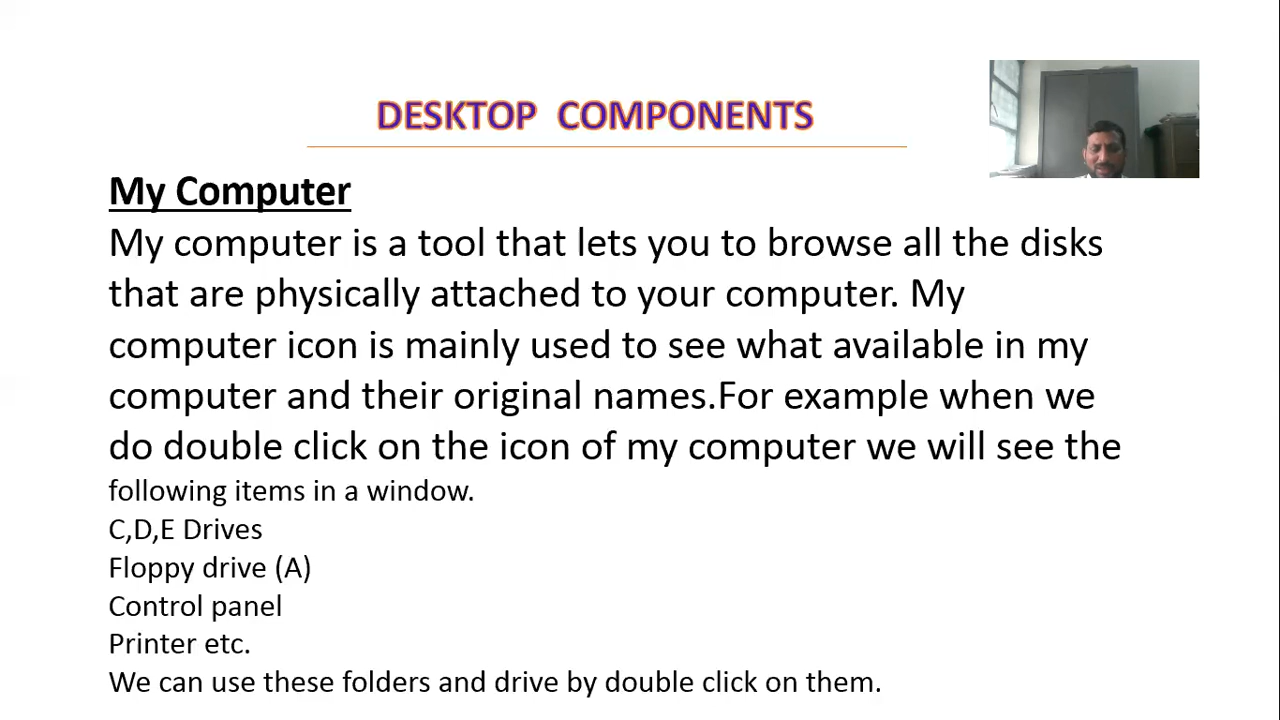 DESKTOP COMPONENTS
My Computer
My computer is a tool that lets you to browse all the disks
that are physically attached to your computer. My
computer icon is mainly used to see what available in my
computer and their original names.For example when we
do double click on the icon of my computer we will see the
following items in a window.
C,D,E Drives
Floppy drive (A)
Control panel
Printer etc.
We can use these folders and drive by double click on them.